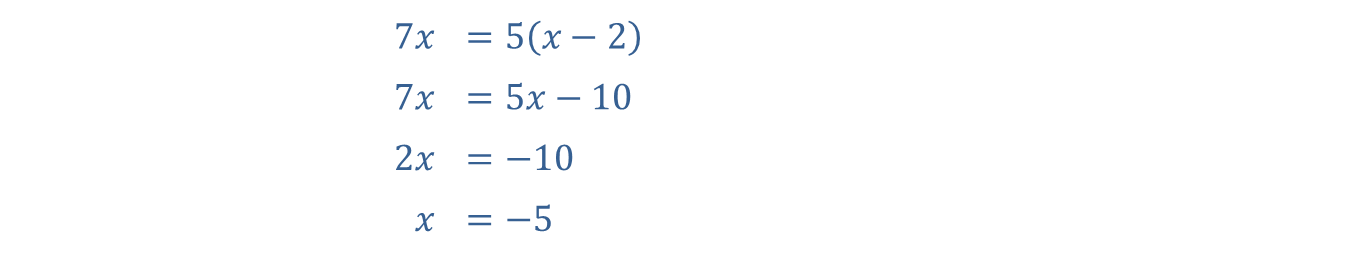 7x = 5(x − 2)
7x = 5x − 10
2x = −10
x = −5